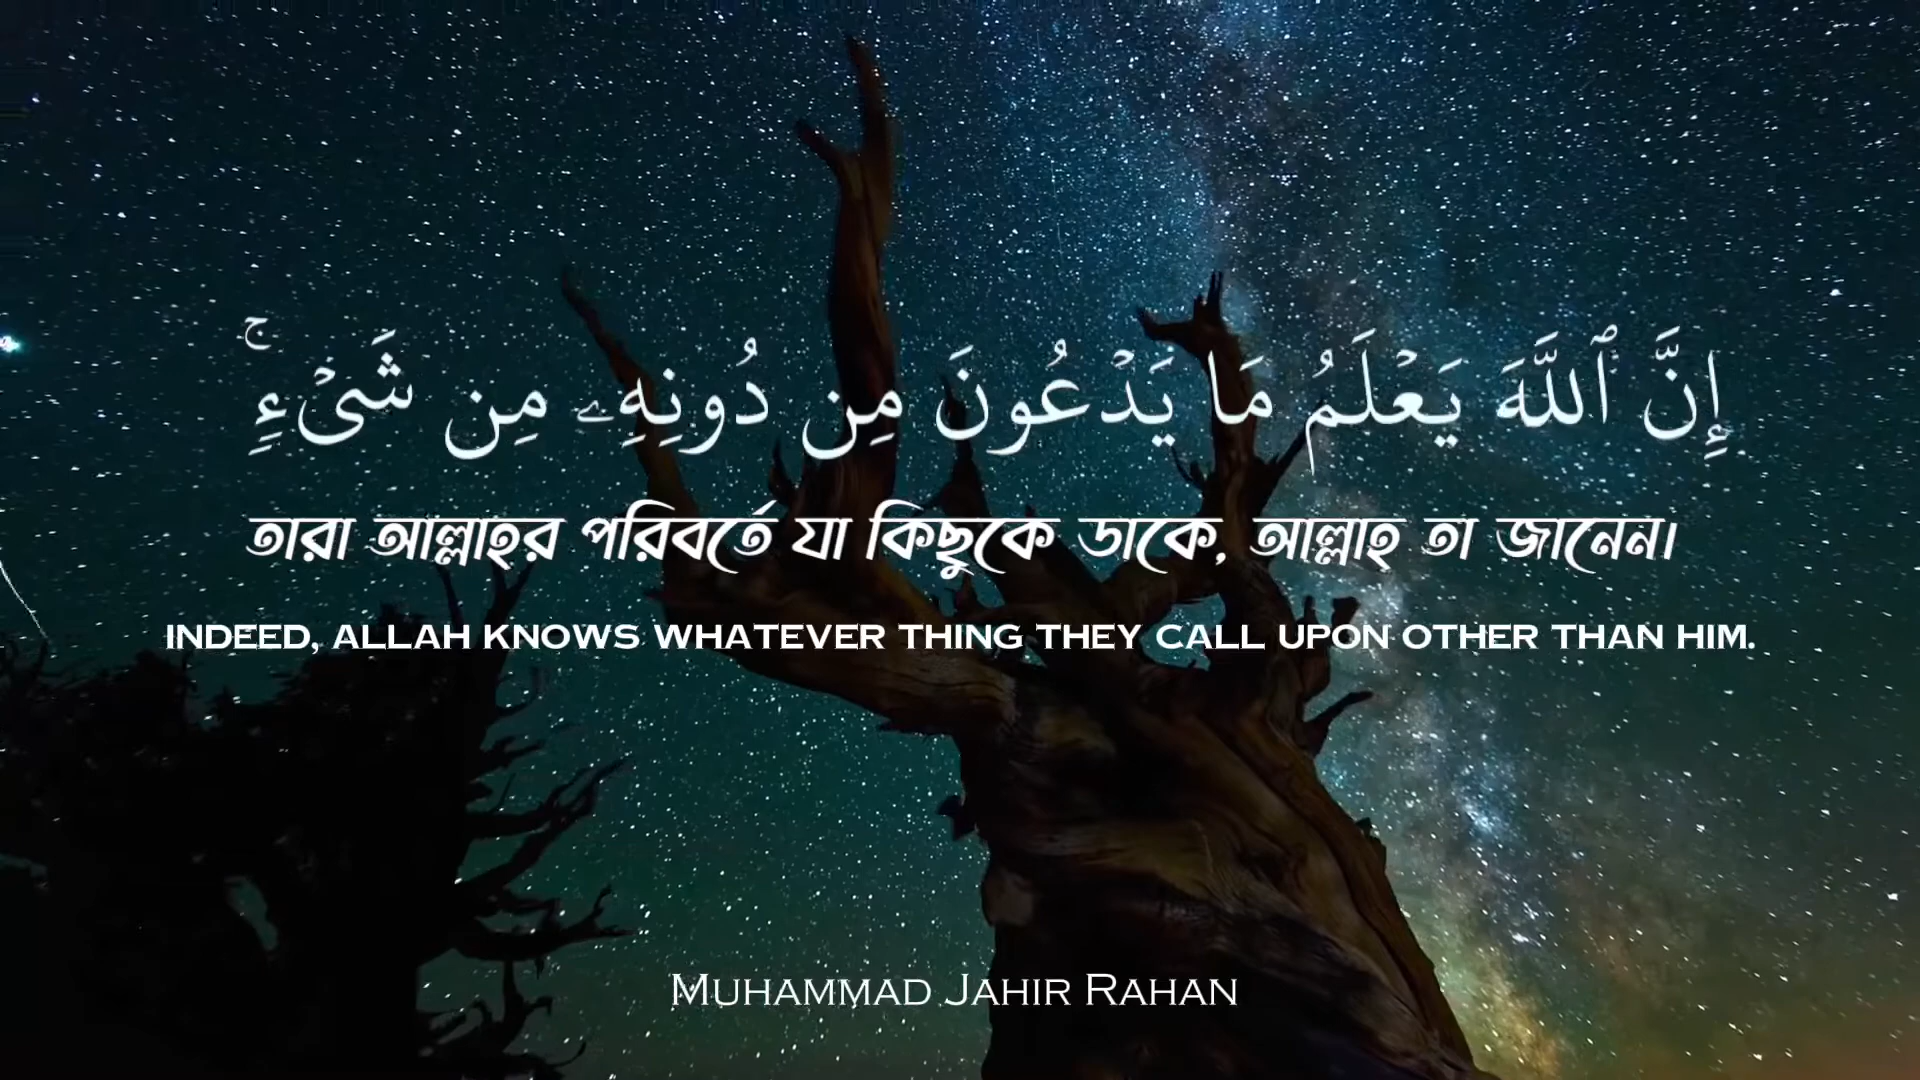 إِنَّ ٱللَّهَ يَعْلَمُ مَا يَدْعُونَ مِن دُونِهِۦ مِن شَىْءٍۚ
তারা আল্লাহর পরিবর্তে যা কিছুকে ডাকে, আল্লাহ তা জানেন।
INDEED, ALLAH KNOWS WHATEVER THING THEY CALL UPON OTHER THAN HIM.
MUHAMMAD JAHIR RAHAN